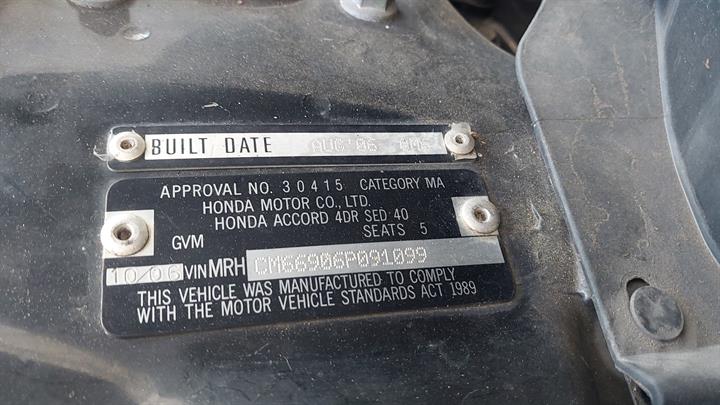 BUILT DATE AUG'06
APPROVAL NO. 30415 CATEGORY MA
HONDA MOTOR CO., LTD.
HONDA ACCORD 4DR SED 40
GVM SEATS 5
10/06 VIN MRH CM66906P091099
THIS VEHICLE WAS MANUFACTURED TO COMPLY
WITH THE MOTOR VEHICLE STANDARDS ACT 1989